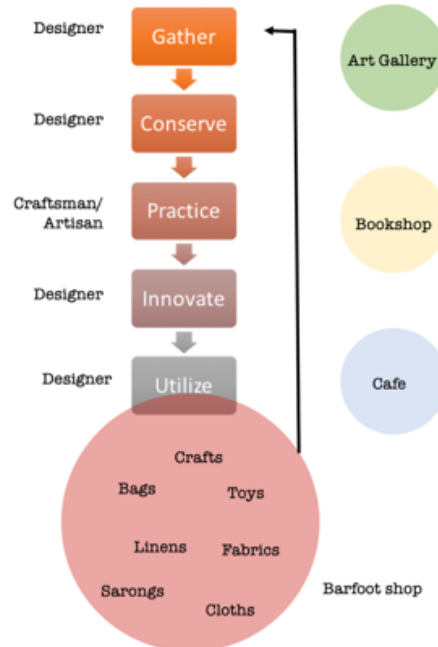 Designer
Gather
Art Gallery
Designer
Conserve
Craftsman/
Artisan
Practice
Bookshop
Designer
Innovate
Designer
Utilize
Cafe
Crafts
Bags
Toys
Linens
Fabrics
Sarongs
Cloths
Barfoot shop